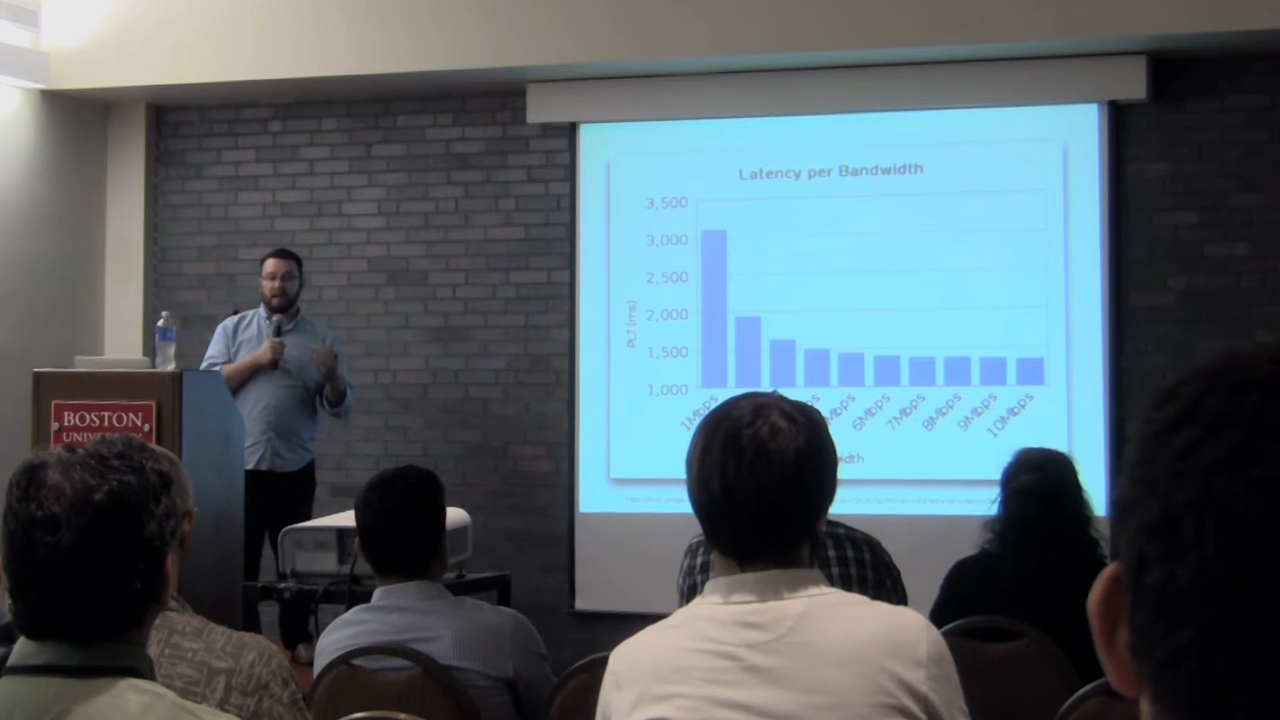 Latency per Bandwidth
3,500
3,000
2,500
2,000
1,500
1,000
PLT (ms)
1Mbps
6Mbps
7Mbps
8Mbps
9Mbps
10Mbps
BOSTON